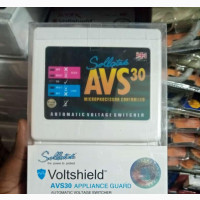 Sollatek
AVS30
MICROPROCESSOR CONTROLLED
AUTOMATIC VOLTAGE SWITCHER
Sollatek
Voltshield
AVS30 APPLIANCE GUARD
AUTOMATIC VOLTAGE SWITCHER